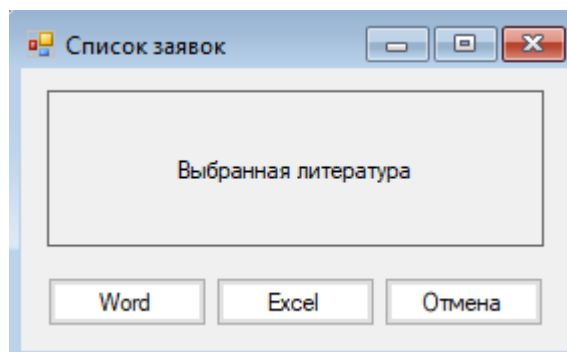 Список заявок
Выбранная литература
Word Excel Отмена